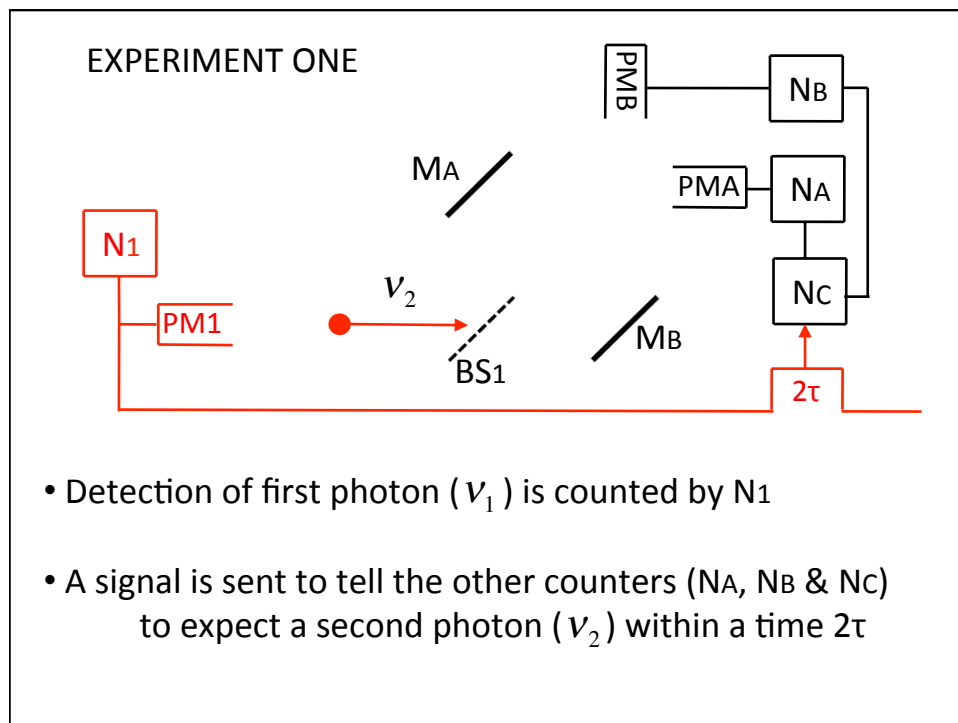 EXPERIMENT ONE
PMB
NB
MA
PMA
NA
N1
ν2
NC
PM1
MB
BS1
2τ
• Detection of first photon (ν1) is counted by N1
• A signal is sent to tell the other counters (NA, NB & NC)
to expect a second photon (ν2) within a time 2τ